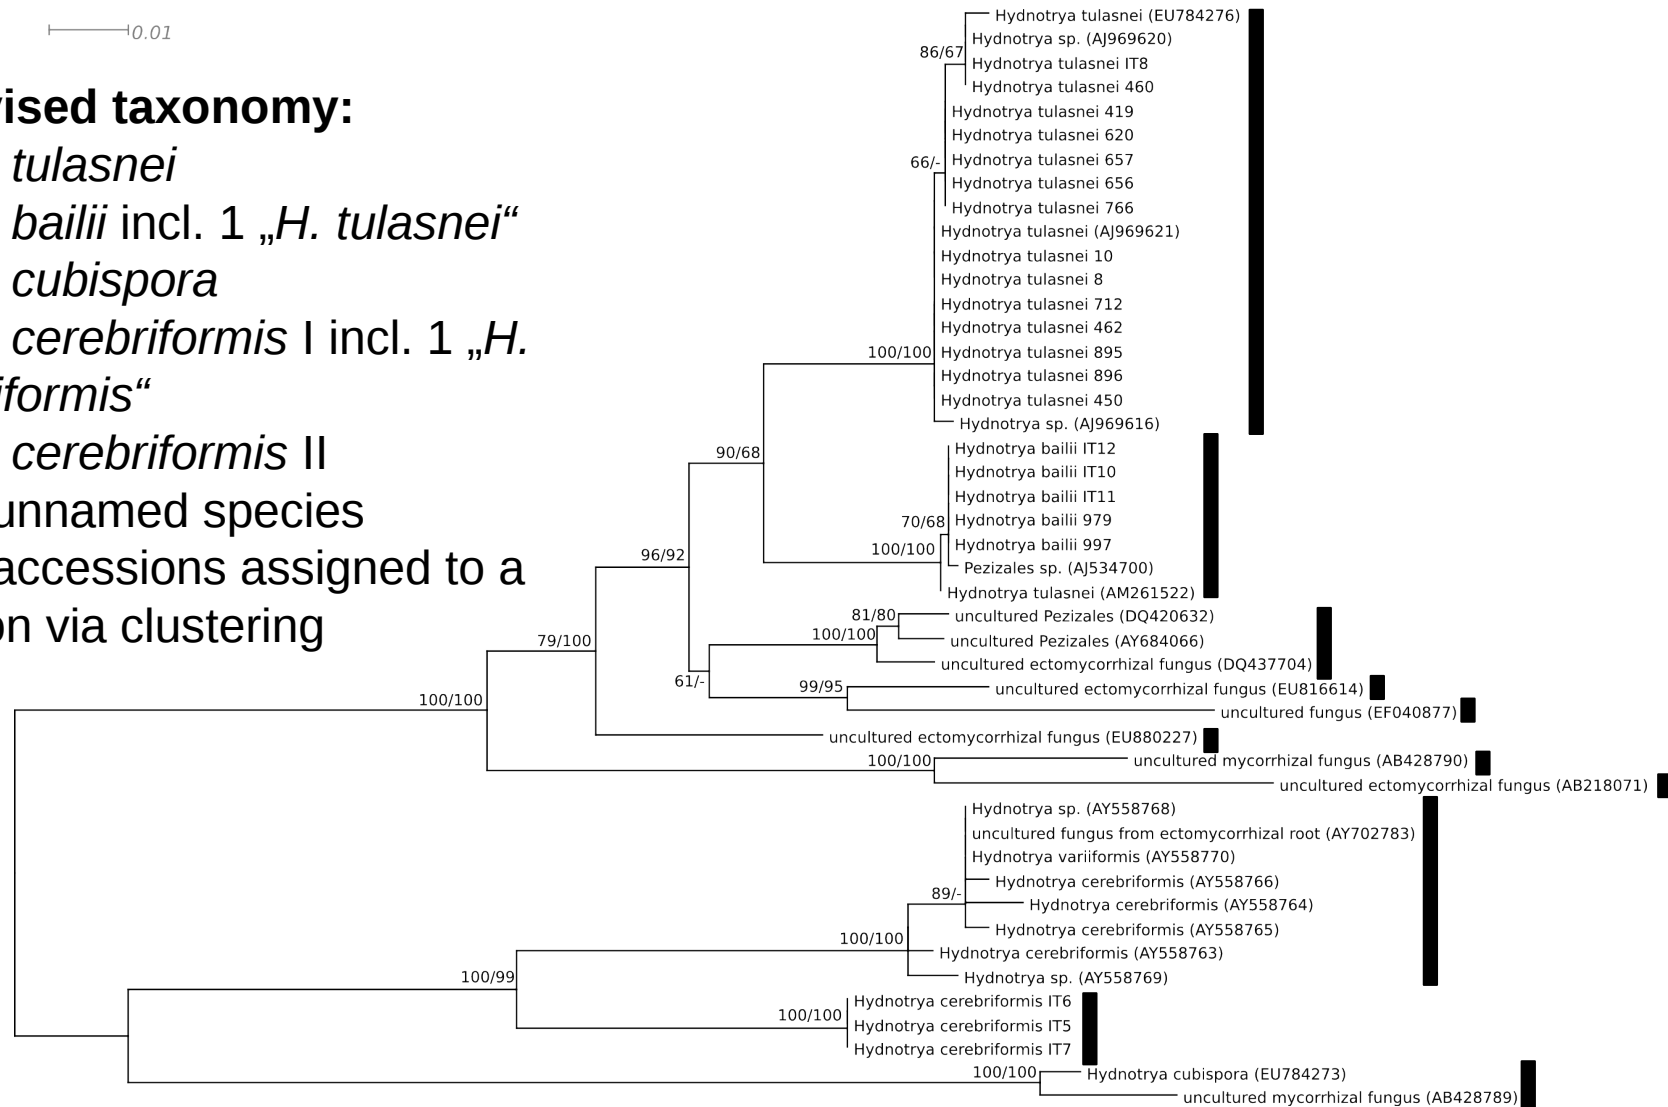 0.01
vised taxonomy:
tulasnei
bailii incl. 1 „H. tulasnei“
cubispora
cerebriformis I incl. 1 „H.
iformis“
cerebriformis II
unnamed species
accessions assigned to a
on via clustering
Hydnotrya tulasnei (EU784276)
Hydnotrya sp. (AJ969620)
86/67
Hydnotrya tulasnei IT8
Hydnotrya tulasnei 460
Hydnotrya tulasnei 419
Hydnotrya tulasnei 620
66/-
Hydnotrya tulasnei 657
Hydnotrya tulasnei 656
Hydnotrya tulasnei 766
Hydnotrya tulasnei (AJ969621)
Hydnotrya tulasnei 10
Hydnotrya tulasnei 8
Hydnotrya tulasnei 712
Hydnotrya tulasnei 462
100/100
Hydnotrya tulasnei 895
Hydnotrya tulasnei 896
Hydnotrya tulasnei 450
Hydnotrya sp. (AJ969616)
90/68
Hydnotrya bailii IT12
Hydnotrya bailii IT10
Hydnotrya bailii IT11
70/68
Hydnotrya bailii 979
100/100
Hydnotrya bailii 997
96/92
Pezizales sp. (AJ534700)
Hydnotrya tulasnei (AM261522)
81/80
uncultured Pezizales (DQ420632)
100/100
uncultured Pezizales (AY684066)
79/100
uncultured ectomycorrhizal fungus (DQ437704)
61/-
99/95
uncultured ectomycorrhizal fungus (EU816614)
100/100
uncultured fungus (EF040877)
uncultured ectomycorrhizal fungus (EU880227)
100/100
uncultured mycorrhizal fungus (AB428790)
uncultured ectomycorrhizal fungus (AB218071)
Hydnotrya sp. (AY558768)
uncultured fungus from ectomycorrhizal root (AY702783)
Hydnotrya variiformis (AY558770)
Hydnotrya cerebriformis (AY558766)
89/-
Hydnotrya cerebriformis (AY558764)
Hydnotrya cerebriformis (AY558765)
100/100
Hydnotrya cerebriformis (AY558763)
100/99
Hydnotrya sp. (AY558769)
Hydnotrya cerebriformis IT6
100/100
Hydnotrya cerebriformis IT5
Hydnotrya cerebriformis IT7
100/100
Hydnotrya cubispora (EU784273)
uncultured mycorrhizal fungus (AB428789)